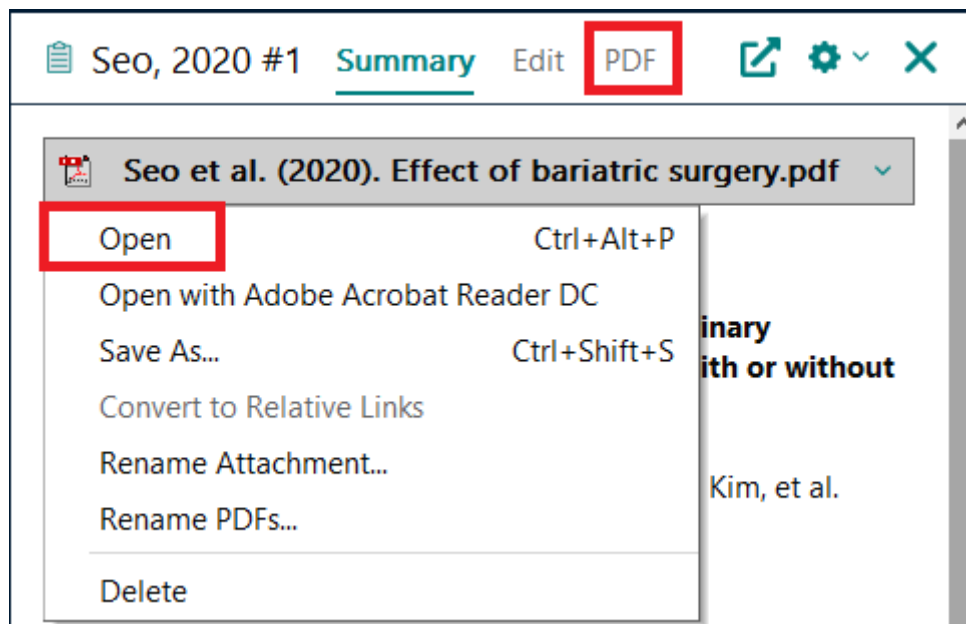 Seo, 2020 #1 Summary Edit PDF
Seo et al. (2020). Effect of bariatric surgery.pdf
Open Ctrl+Alt+P
Open with Adobe Acrobat Reader DC
inary
Save As... Ctrl+Shift+S
ith or without
Convert to Relative Links
Rename Attachment...
Kim, et al.
Rename PDFs...
Delete